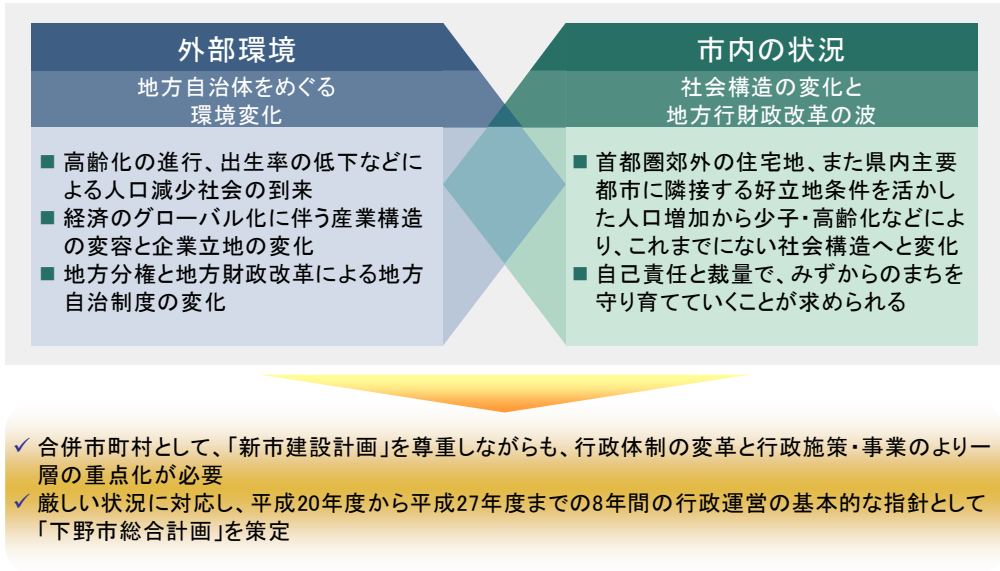 外部環境
地方自治体をめぐる
環境変化
■ 高齢化の進行、出生率の低下などに
よる人口減少社会の到来
■ 経済のグローバル化に伴う産業構造
の変容と企業立地の変化
■ 地方分権と地方財政改革による地方
自治制度の変化
市内の状況
社会構造の変化と
地方行財政改革の波
■ 首都圏郊外の住宅地、また県内主要
都市に隣接する好立地条件を活かし
た人口増加から少子・高齢化などによ
り、これまでにない社会構造へと変化
■ 自己責任と裁量で、みずからのまちを
守り育てていくことが求められる
✓ 合併市町村として、「新市建設計画」を尊重しながらも、行政体制の変革と行政施策・事業のより一
層の重点化が必要
✓ 厳しい状況に対応し、平成20年度から平成27年度までの8年間の行政運営の基本的な指針として
「下野市総合計画」を策定